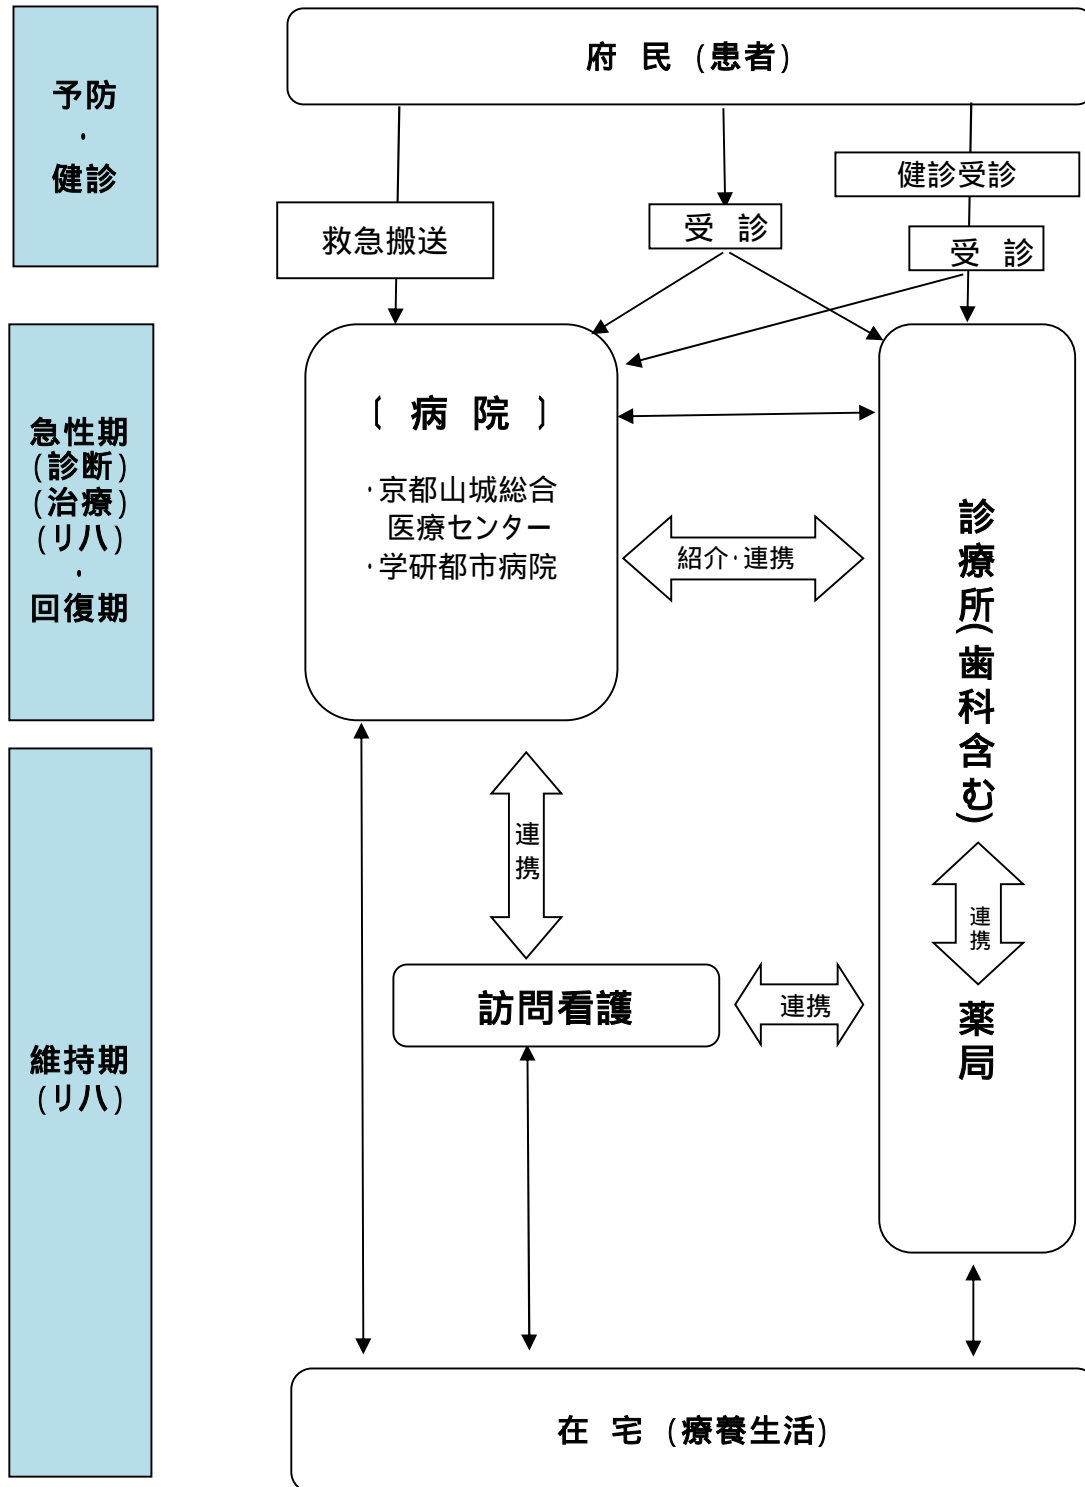 府 民 (患者)
予防
・
健診
健診受診
救急搬送
受 診
受 診
急性期
(診断)
(治療)
(リハ)
・
回復期
〔 病 院 〕
・京都山城総合
医療センター
・学研都市病院
紹介・連携
診療所(歯科含む)
連携
薬局
連携
訪問看護
連携
維持期
(リハ)
在 宅 (療養生活)